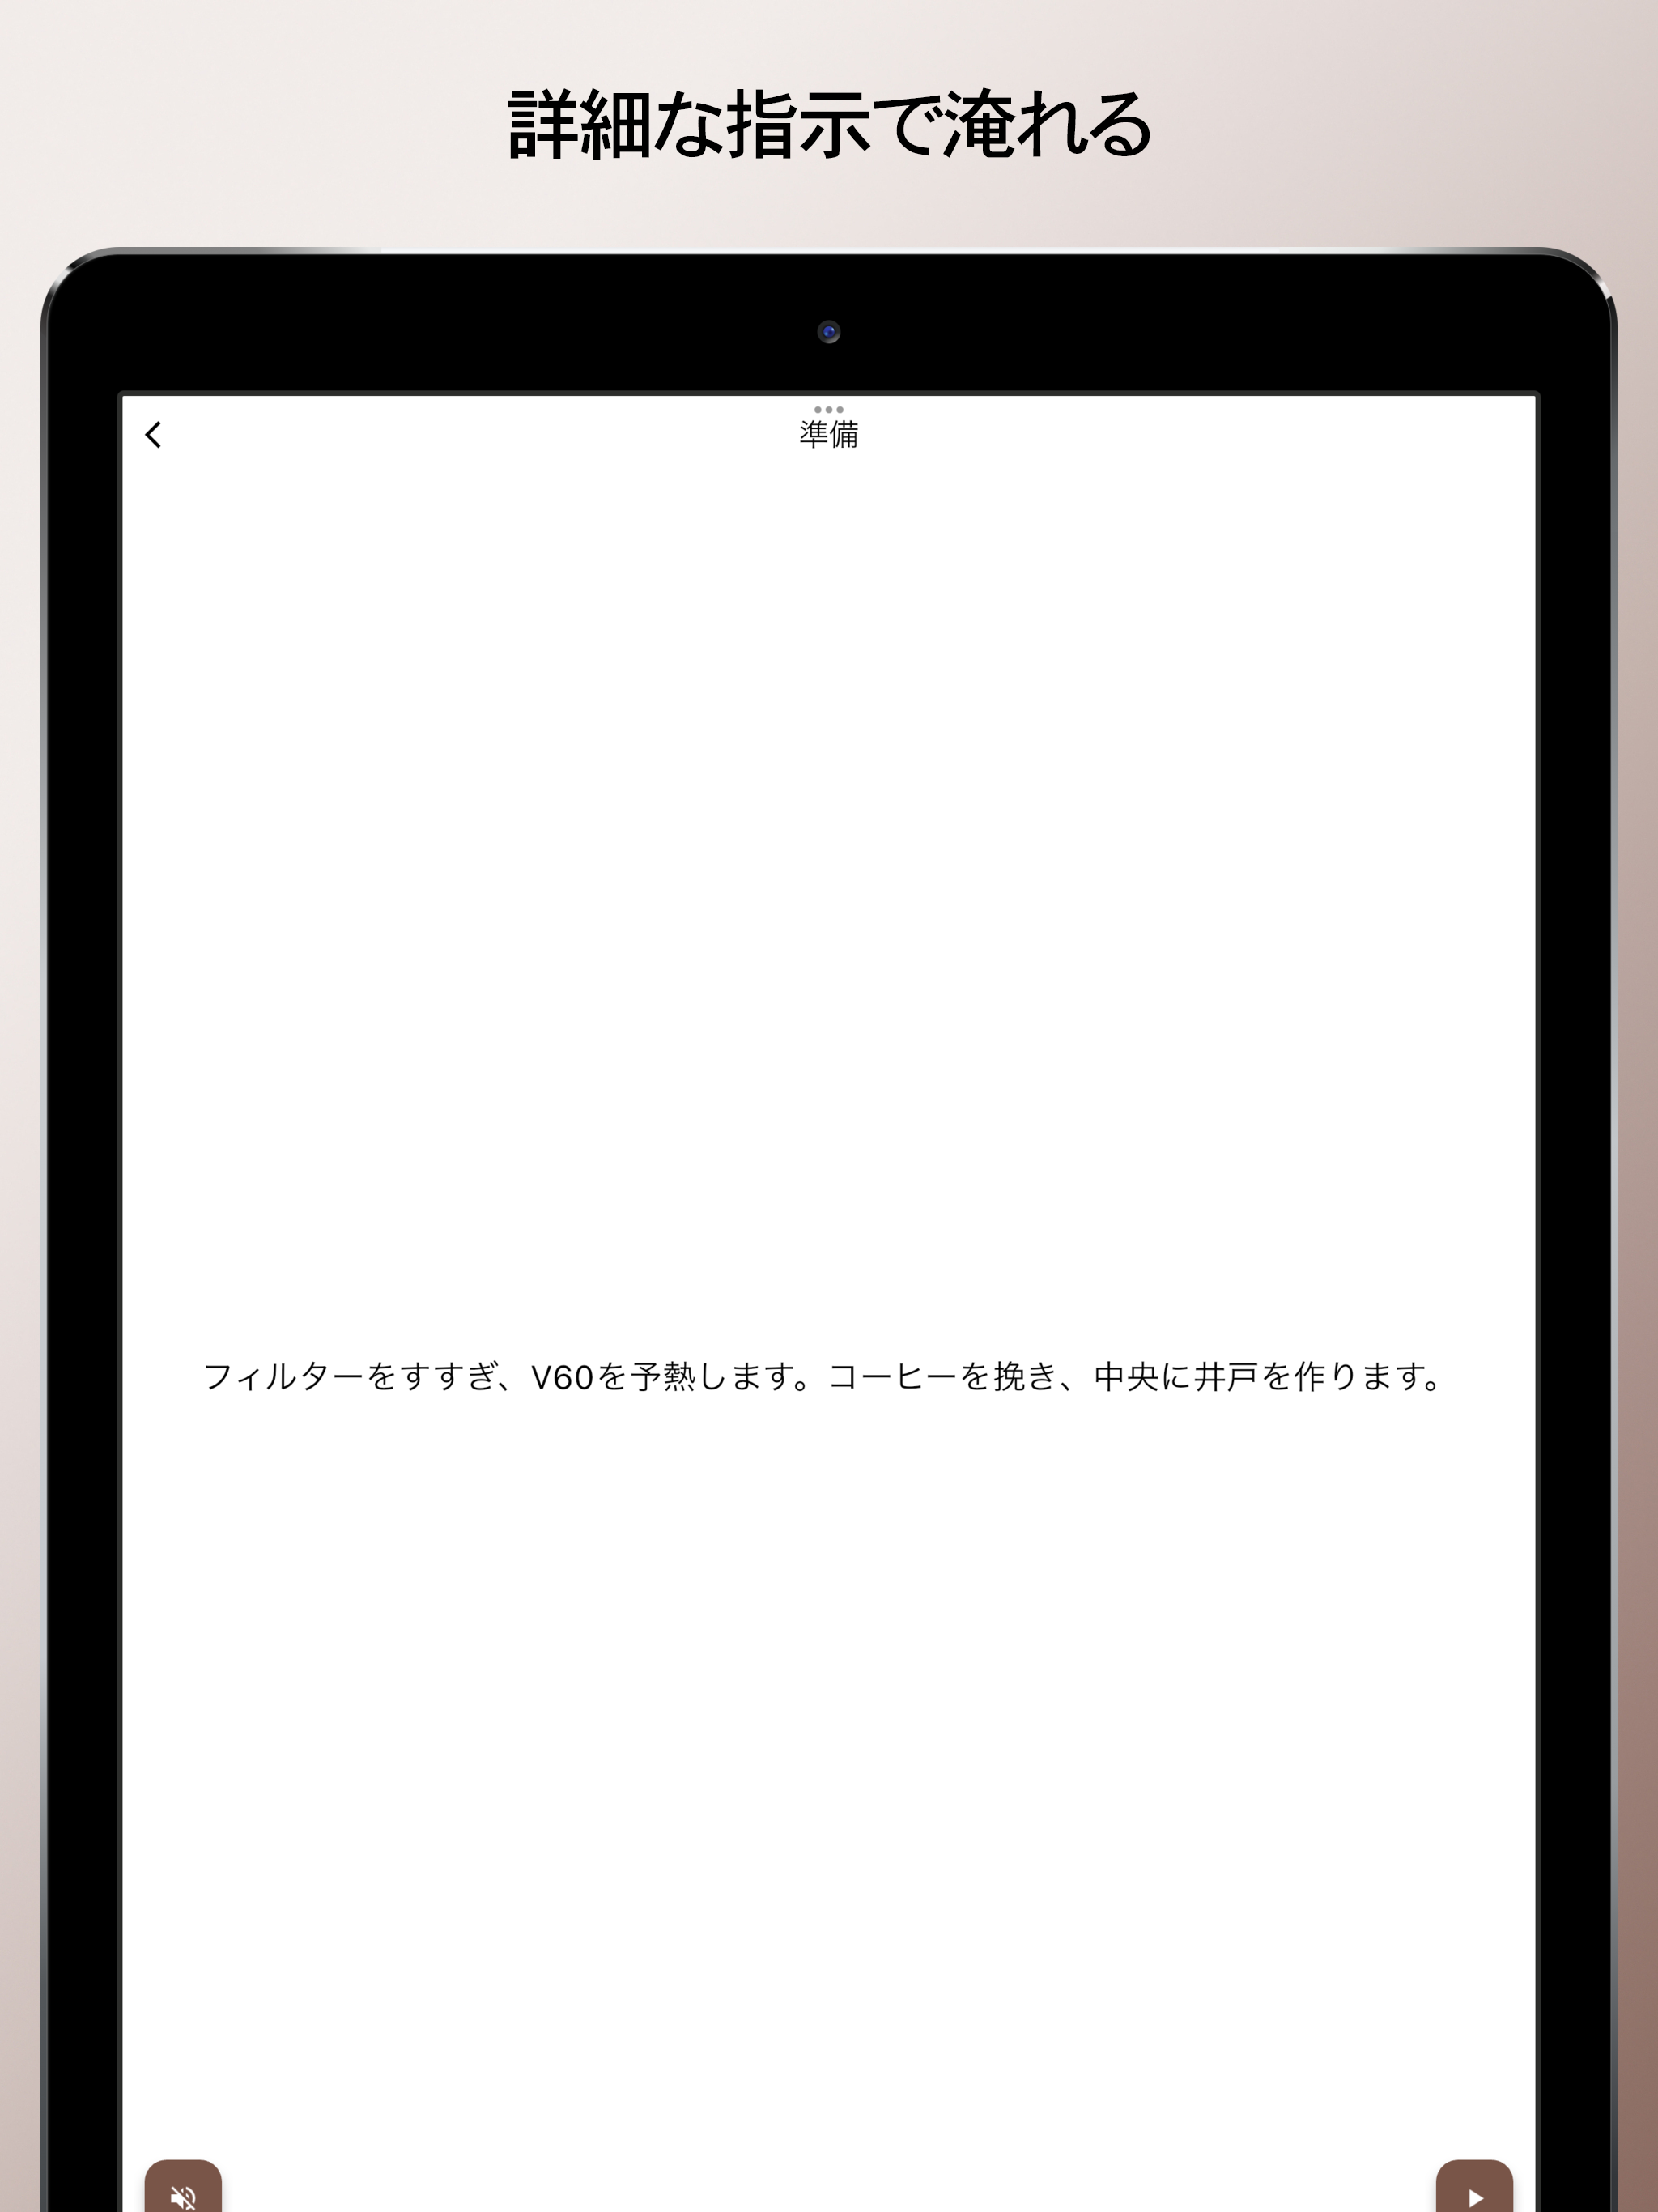 詳細な指示で淹れる
準備
フィルターをすすぎ、V60を予熱します。コーヒーを挽き、中央に井戸を作ります。